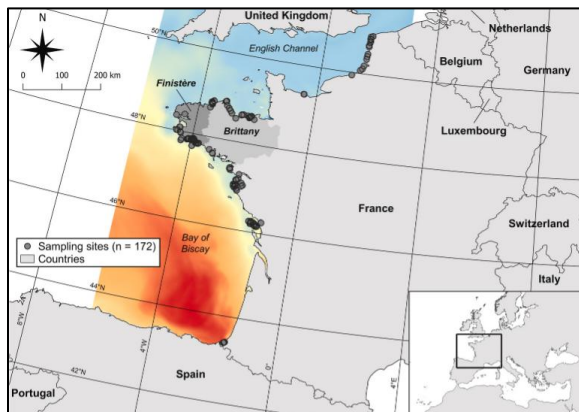 N
0 100 200 km
50°N
United Kingdom
English Channel
Netherlands
Belgium
Germany
Luxembourg
Finistère
48°N
Brittany
France
46°N
Switzerland
Bay of
Biscay
Italy
Sampling sites (n = 172)
Countries
44°N
8°W
4°W
0°
4°E
42°N
Spain
Portugal